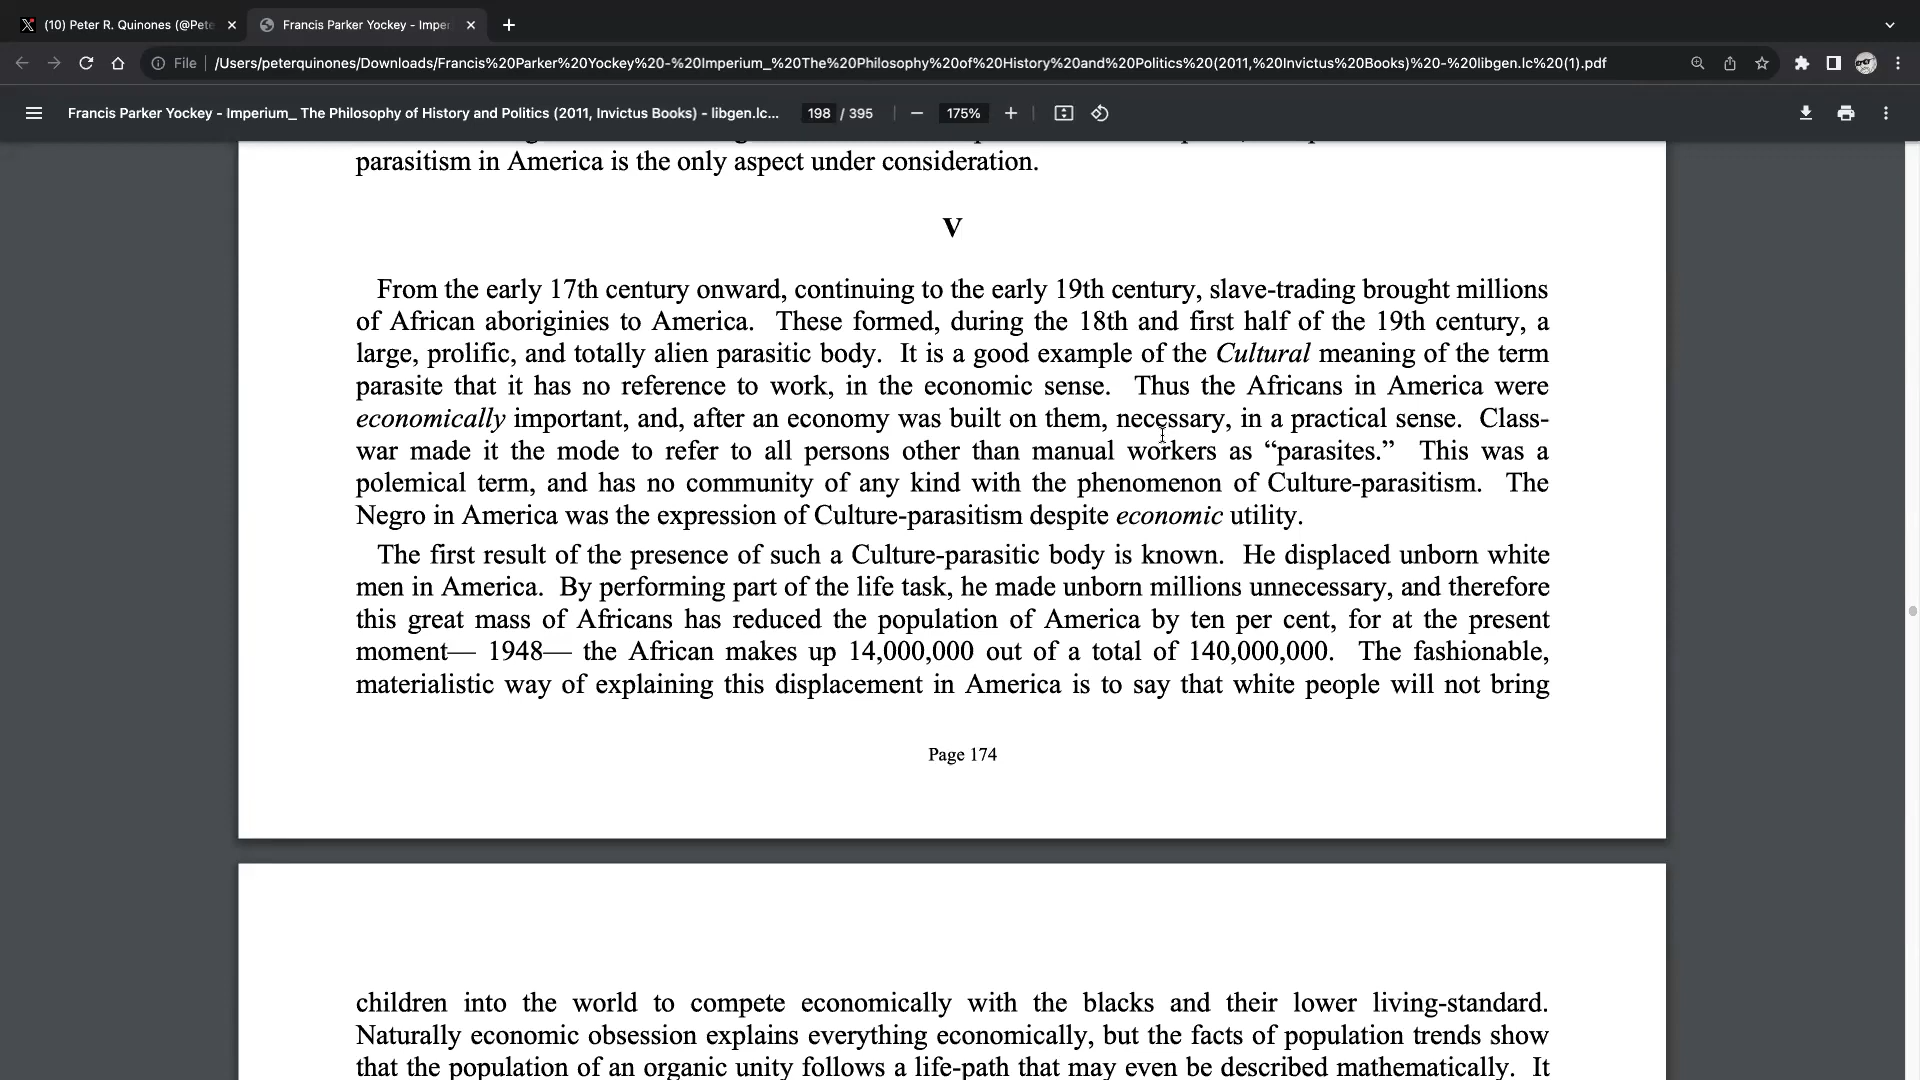 (10) Peter R. Quinones (@Pete
Francis Parker Yockey - Imper
File
/Users/peterquinones/Downloads/Francis%20Parker%20Yockey%20-%20Imperium_%20The%20Philosophy%20of%20History%20and%20Politics%20(2011,%20Invictus%20Books)%20-%20libgen.lc%20(1).pdf
Francis Parker Yockey - Imperium_ The Philosophy of History and Politics (2011, Invictus Books) - libgen.lc...
198 / 395
175%
parasitism in America is the only aspect under consideration.
V
From the early 17th century onward, continuing to the early 19th century, slave-trading brought millions
of African aboriginies to America. These formed, during the 18th and first half of the 19th century, a
large, prolific, and totally alien parasitic body. It is a good example of the Cultural meaning of the term
parasite that it has no reference to work, in the economic sense. Thus the Africans in America were
economically important, and, after an economy was built on them, necessary, in a practical sense. Class-
war made it the mode to refer to all persons other than manual workers as “parasites.” This was a
polemical term, and has no community of any kind with the phenomenon of Culture-parasitism. The
Negro in America was the expression of Culture-parasitism despite economic utility.
The first result of the presence of such a Culture-parasitic body is known. He displaced unborn white
men in America. By performing part of the life task, he made unborn millions unnecessary, and therefore
this great mass of Africans has reduced the population of America by ten per cent, for at the present
moment— 1948— the African makes up 14,000,000 out of a total of 140,000,000. The fashionable,
materialistic way of explaining this displacement in America is to say that white people will not bring
Page 174
children into the world to compete economically with the blacks and their lower living-standard.
Naturally economic obsession explains everything economically, but the facts of population trends show
that the population of an organic unity follows a life-path that may even be described mathematically. It